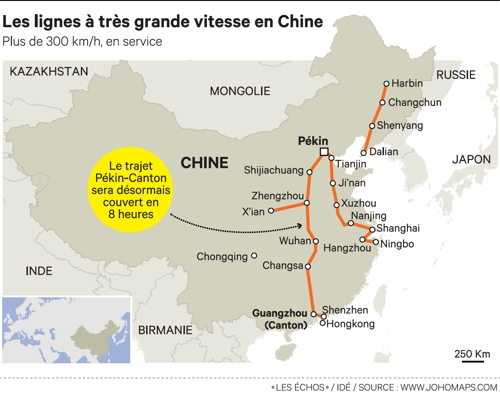 Les lignes à très grande vitesse en Chine
Plus de 300 km/h, en service
KAZAKHSTAN
MONGOLIE
RUSSIE
Harbin
Changchun
Shenyang
Dalian
Pékin
Tianjin
JAPON
CHINE
Shijiachuang
Ji'nan
Le trajet
Pékin-Canton
sera désormais
couvert en
8 heures
Zhengzhou
Xuzhou
X'ian
Nanjing
Shanghai
Wuhan
Hangzhou
Ningbo
Chongqing
Changsa
INDE
Guangzhou
(Canton)
Shenzhen
Hongkong
BIRMANIE
250 Km
«LES ÉCHOS» / IDÉ / SOURCE : WWW.JOHOMAPS.COM